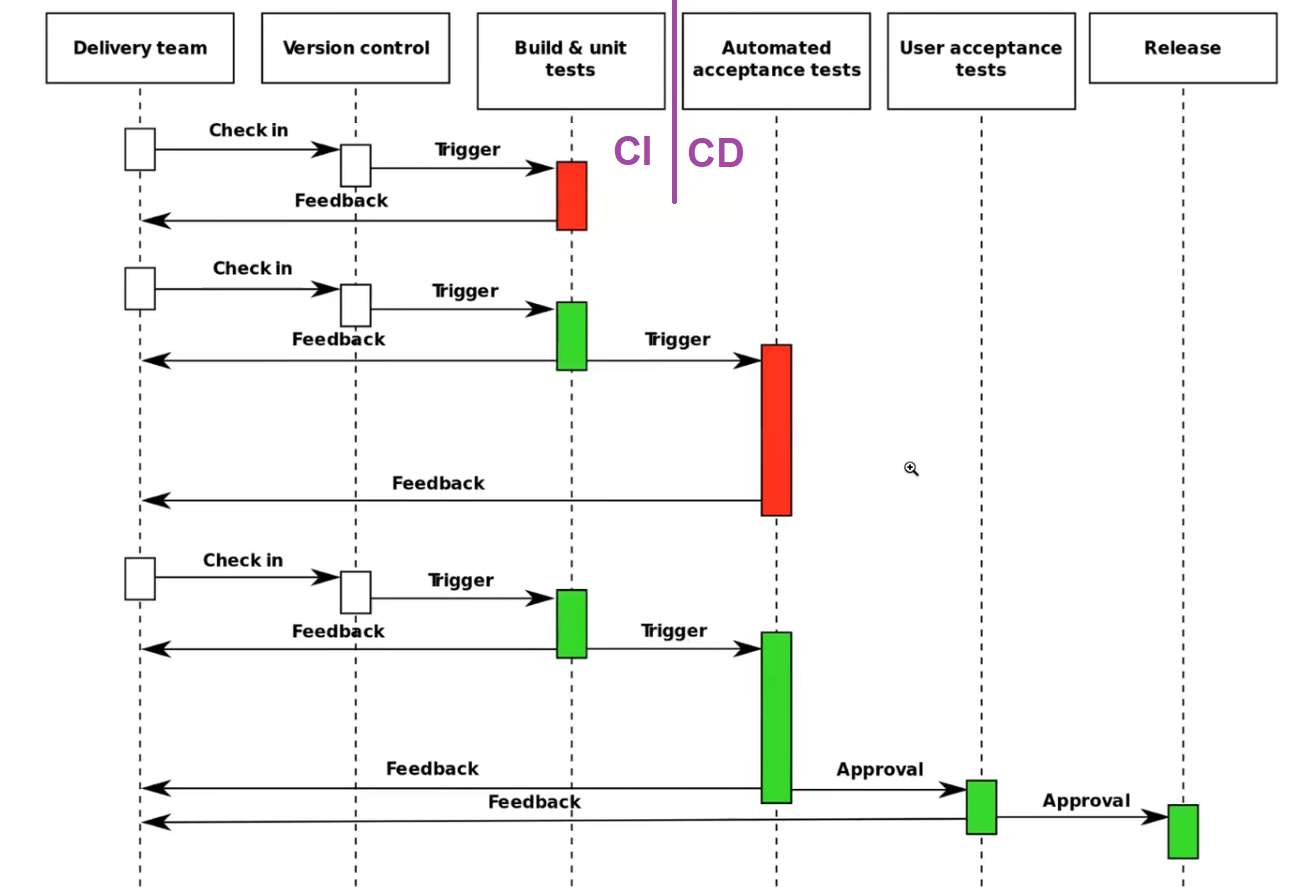 Delivery team
Version control
Build & unit
tests
Automated
acceptance tests
User acceptance
tests
Release
CI
CD
Check in
Trigger
Feedback
Check in
Trigger
Feedback
Trigger
Feedback
Check in
Trigger
Feedback
Trigger
Feedback
Approval
Feedback
Approval